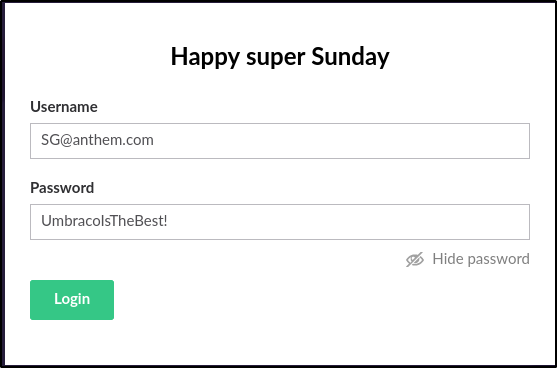 Happy super Sunday
Username
SG@anthem.com
Password
UmbracoIsTheBest!
Hide password
Login